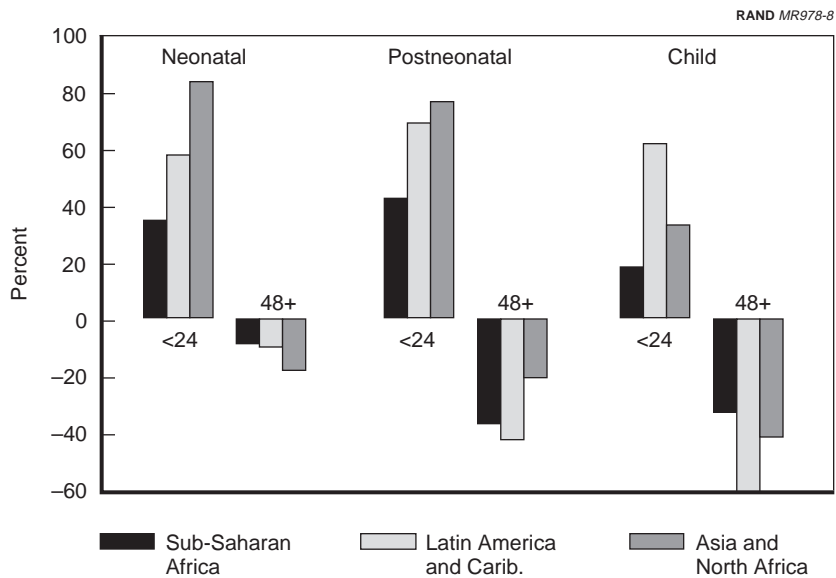 RAND MR978-8
100
80
60
40
20
0
–20
–40
–60
Percent
Neonatal
Postneonatal
Child
<24
48+
<24
48+
<24
48+
Sub-Saharan
Africa
Latin America
and Carib.
Asia and
North Africa